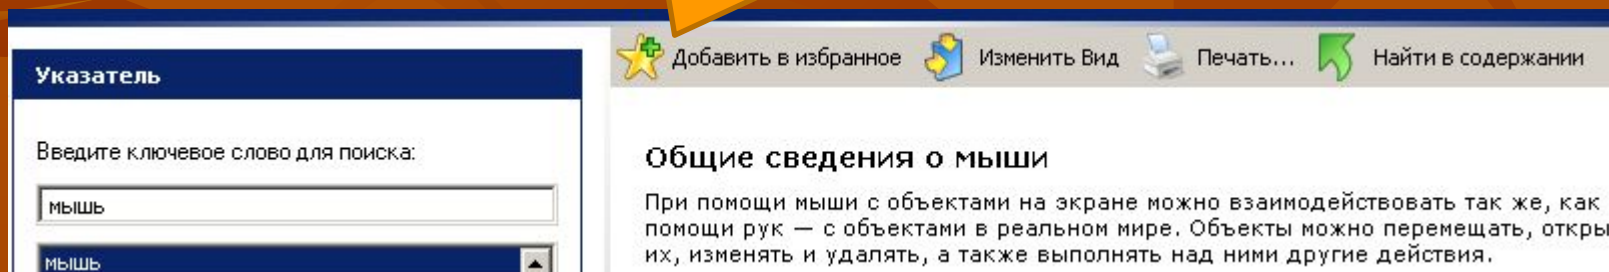 Добавить в избранное Изменить Вид Печать... Найти в содержании
Указатель
Введите ключевое слово для поиска:
мышь
мышь
Общие сведения о мыши
При помощи мыши с объектами на экране можно взаимодействовать так же, как
помощи рук — с объектами в реальном мире. Объекты можно перемещать, откры
их, изменять и удалять, а также выполнять над ними другие действия.